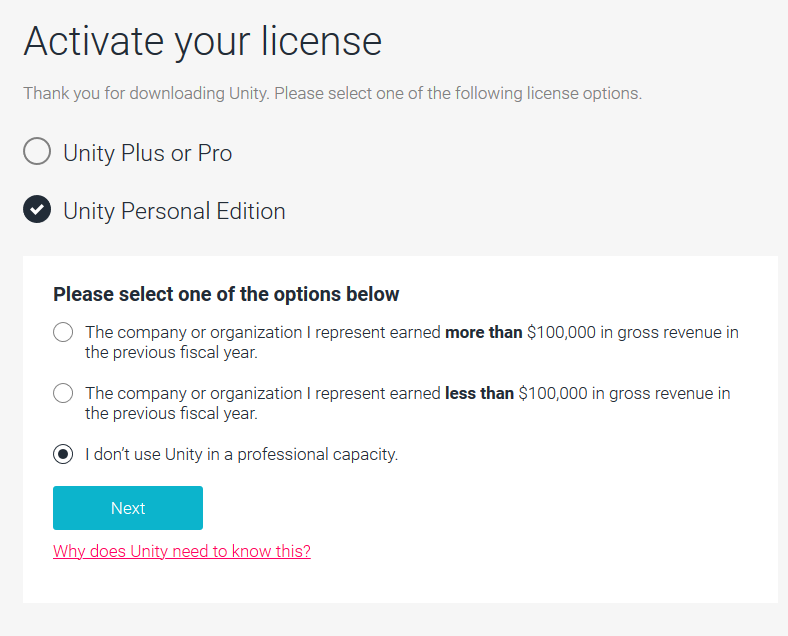 Activate your license
Thank you for downloading Unity. Please select one of the following license options.
Unity Plus or Pro
Unity Personal Edition
Please select one of the options below
The company or organization I represent earned more than $100,000 in gross revenue in
the previous fiscal year.
The company or organization I represent earned less than $100,000 in gross revenue in
the previous fiscal year.
I don’t use Unity in a professional capacity.
Next
Why does Unity need to know this?